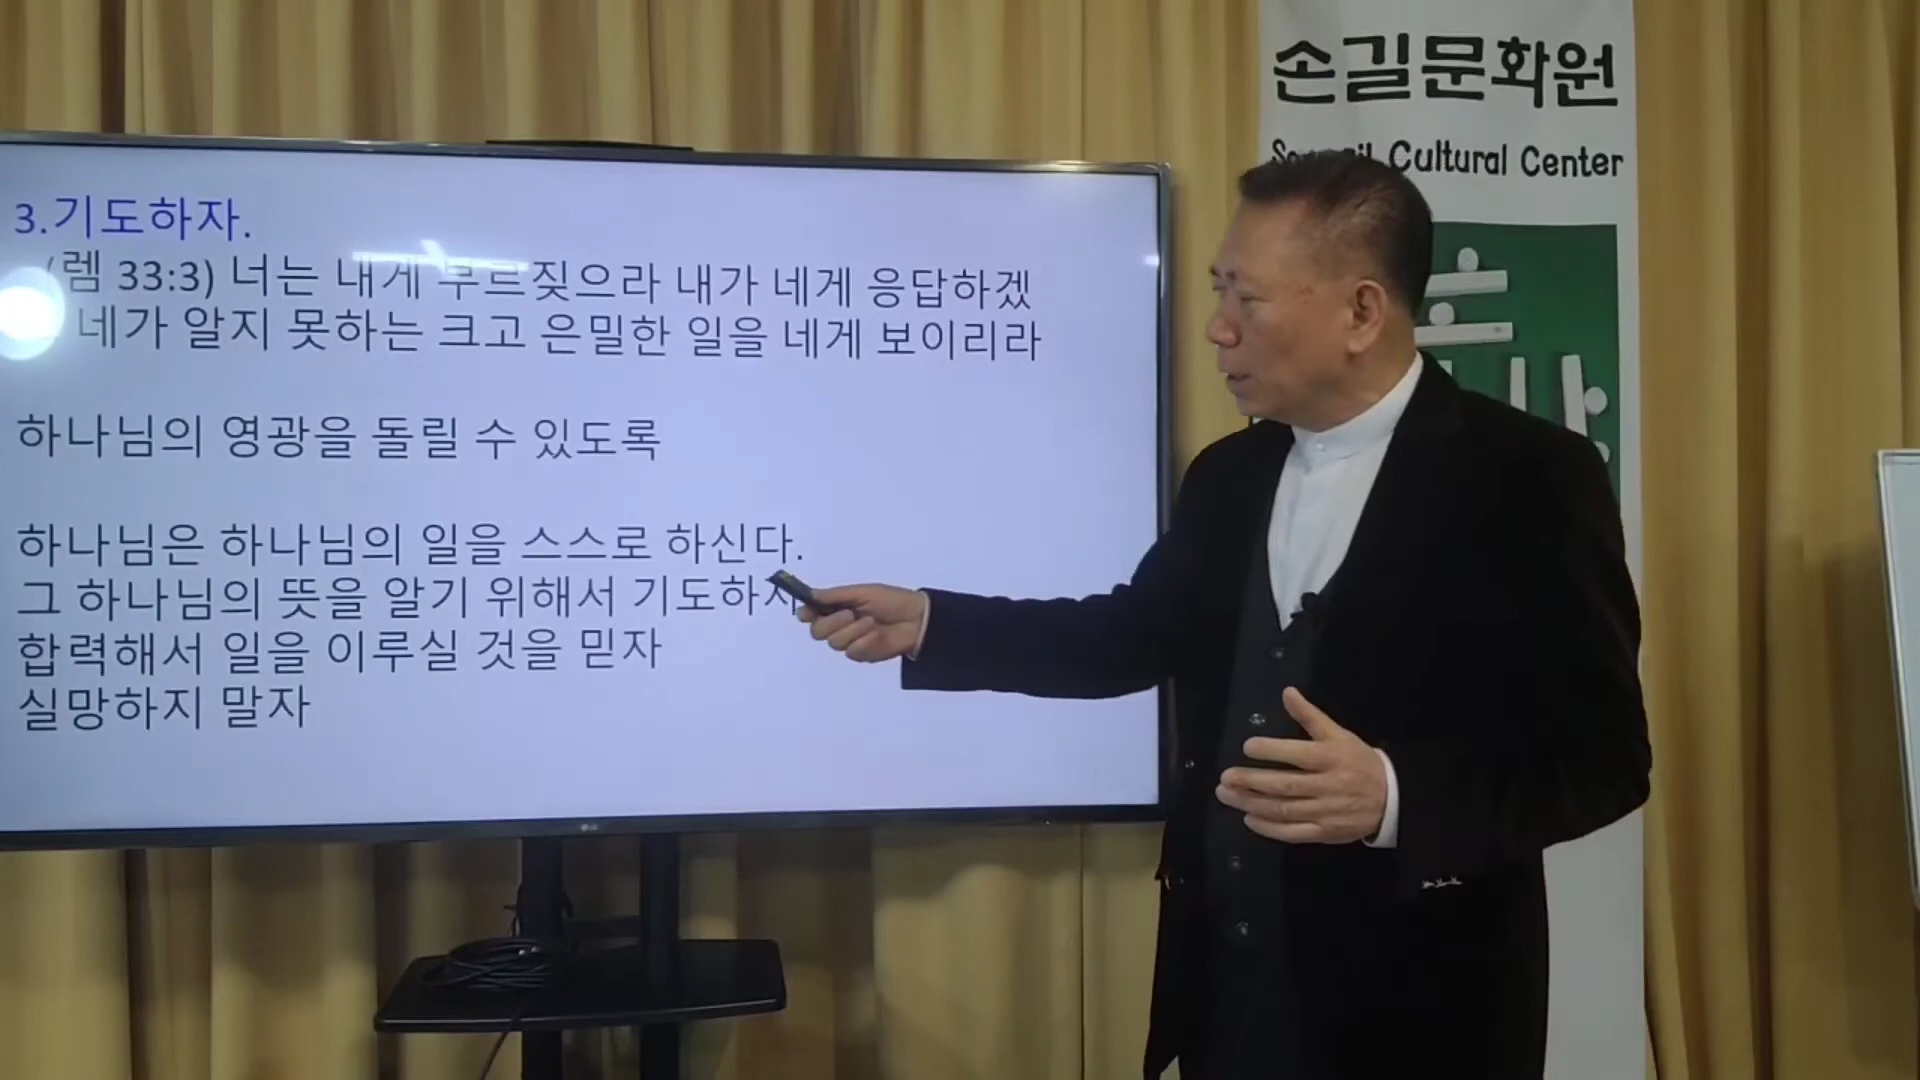 손길문화원
Cultural Center
3.기도하자.
(렘 33:3) 너는 내게 부르짖으라 내가 네게 응답하겠
네가 알지 못하는 크고 은밀한 일을 네게 보이리라
하나님의 영광을 돌릴 수 있도록
하나님은 하나님의 일을 스스로 하신다.
그 하나님의 뜻을 알기 위해서 기도하자
합력해서 일을 이루실 것을 믿자
실망하지 말자
LG